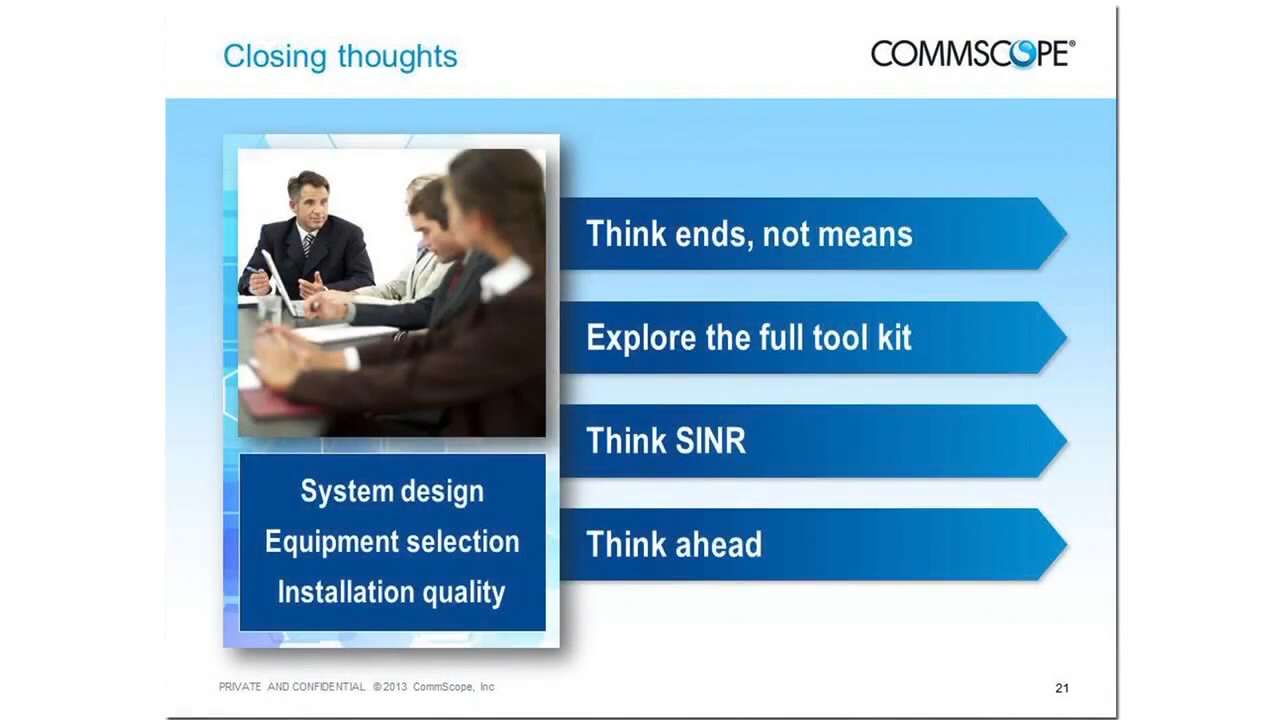 Closing thoughts
COMMSCOPE®
Think ends, not means
Explore the full tool kit
Think SINR
Think ahead
System design
Equipment selection
Installation quality
PRIVATE AND CONFIDENTIAL © 2013 CommScope, Inc
21